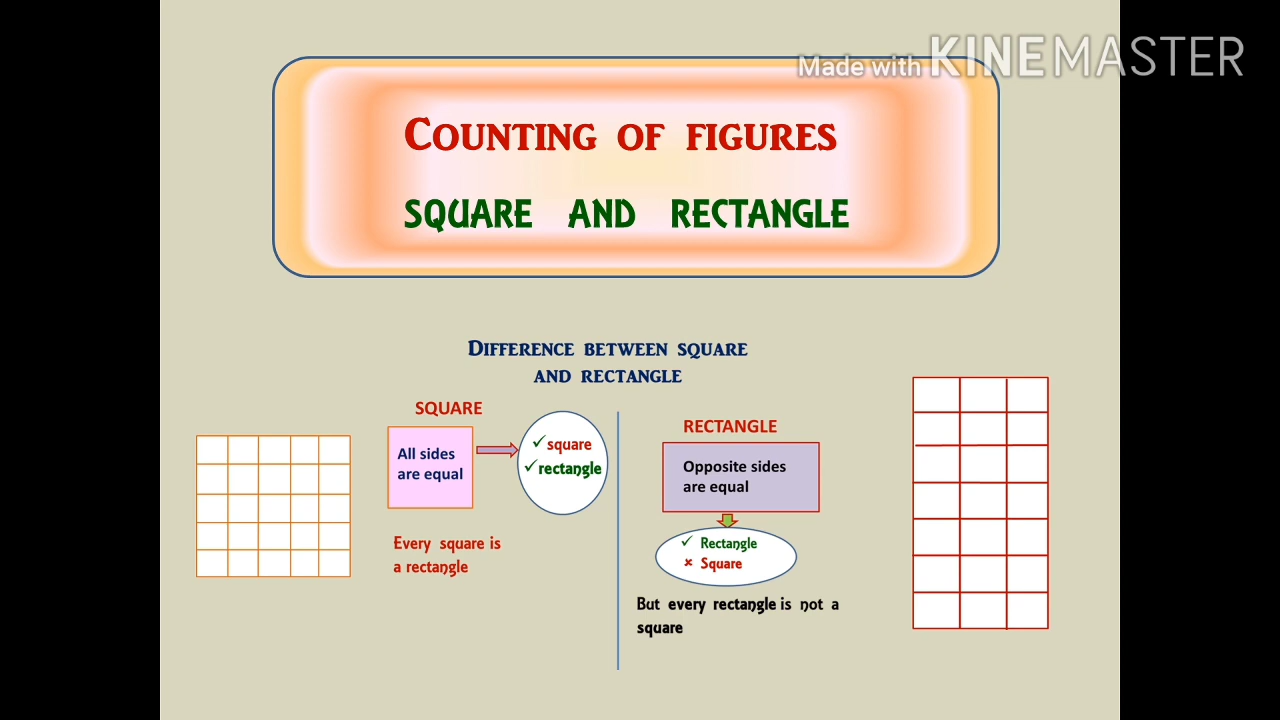 Made with KINEMASTER
COUNTING OF FIGURES
SQUARE AND RECTANGLE
DIFFERENCE BETWEEN SQUARE
AND RECTANGLE
SQUARE
All sides
are equal
✓square
✓rectangle
Every square is
a rectangle
RECTANGLE
Opposite sides
are equal
✓ Rectangle
× Square
But every rectangle is not a
square